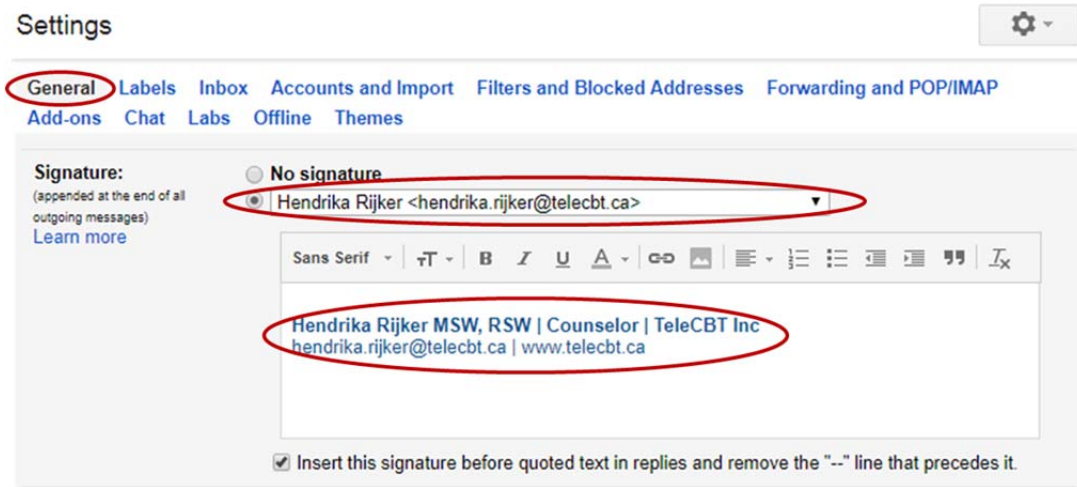 Settings
General Labels Inbox Accounts and Import Filters and Blocked Addresses Forwarding and POP/IMAP
Add-ons Chat Labs Offline Themes
Signature:
(appended at the end of all
outgoing messages)
Learn more
No signature
Hendrika Rijker <hendrika.rijker@telecbt.ca>
Sans Serif
Hendrika Rijker MSW, RSW | Counselor | TeleCBT Inc
hendrika.rijker@telecbt.ca | www.telecbt.ca
Insert this signature before quoted text in replies and remove the "--" line that precedes it.